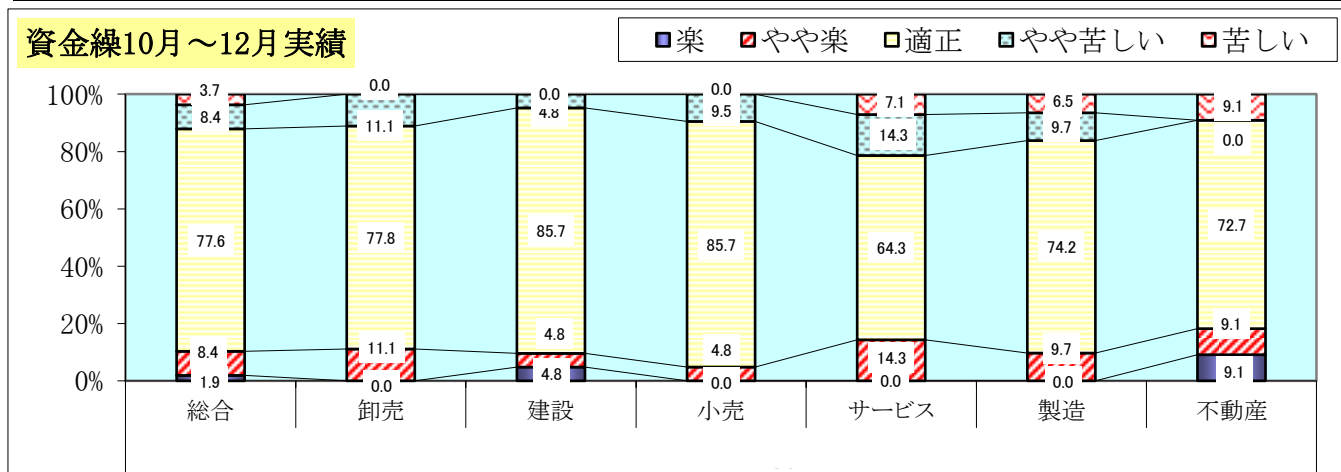 資金繰10月～12月実績
楽 やや楽 適正 やや苦しい 苦しい
100% 3.7 0.0 0.0 0.0 7.1 6.5 9.1
8.4 11.1 4.8 9.5 14.3 9.7 0.0
80%
60%
77.6 77.8 85.7 85.7 64.3 74.2 72.7
40%
20%
8.4 11.1 4.8 4.8 14.3 9.7 9.1
0% 1.9 0.0 4.8 0.0 0.0 0.0 9.1
総合 卸売 建設 小売 サービス 製造 不動産